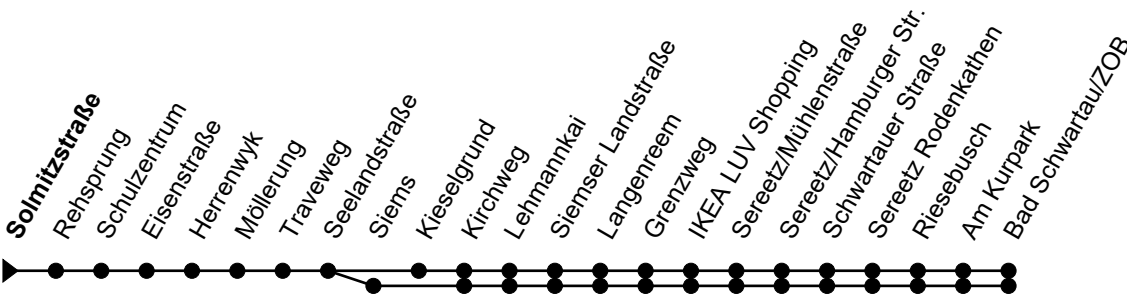 Solmitzstraße
Rehsprung
Schulzentrum
Eisenstraße
Herrenwyk
Möllerung
Traveweg
Seelandstraße
Siems
Kieselgrund
Kirchweg
Lehmannkai
Siemser Landstraße
Langenreem
Grenzweg
IKEA LUV Shopping
Sereetz/Mühlenstraße
Sereetz/Hamburger Str.
Schwartauer Straße
Sereetz Rodenkathen
Riesebusch
Am Kurpark
Bad Schwartau/ZOB